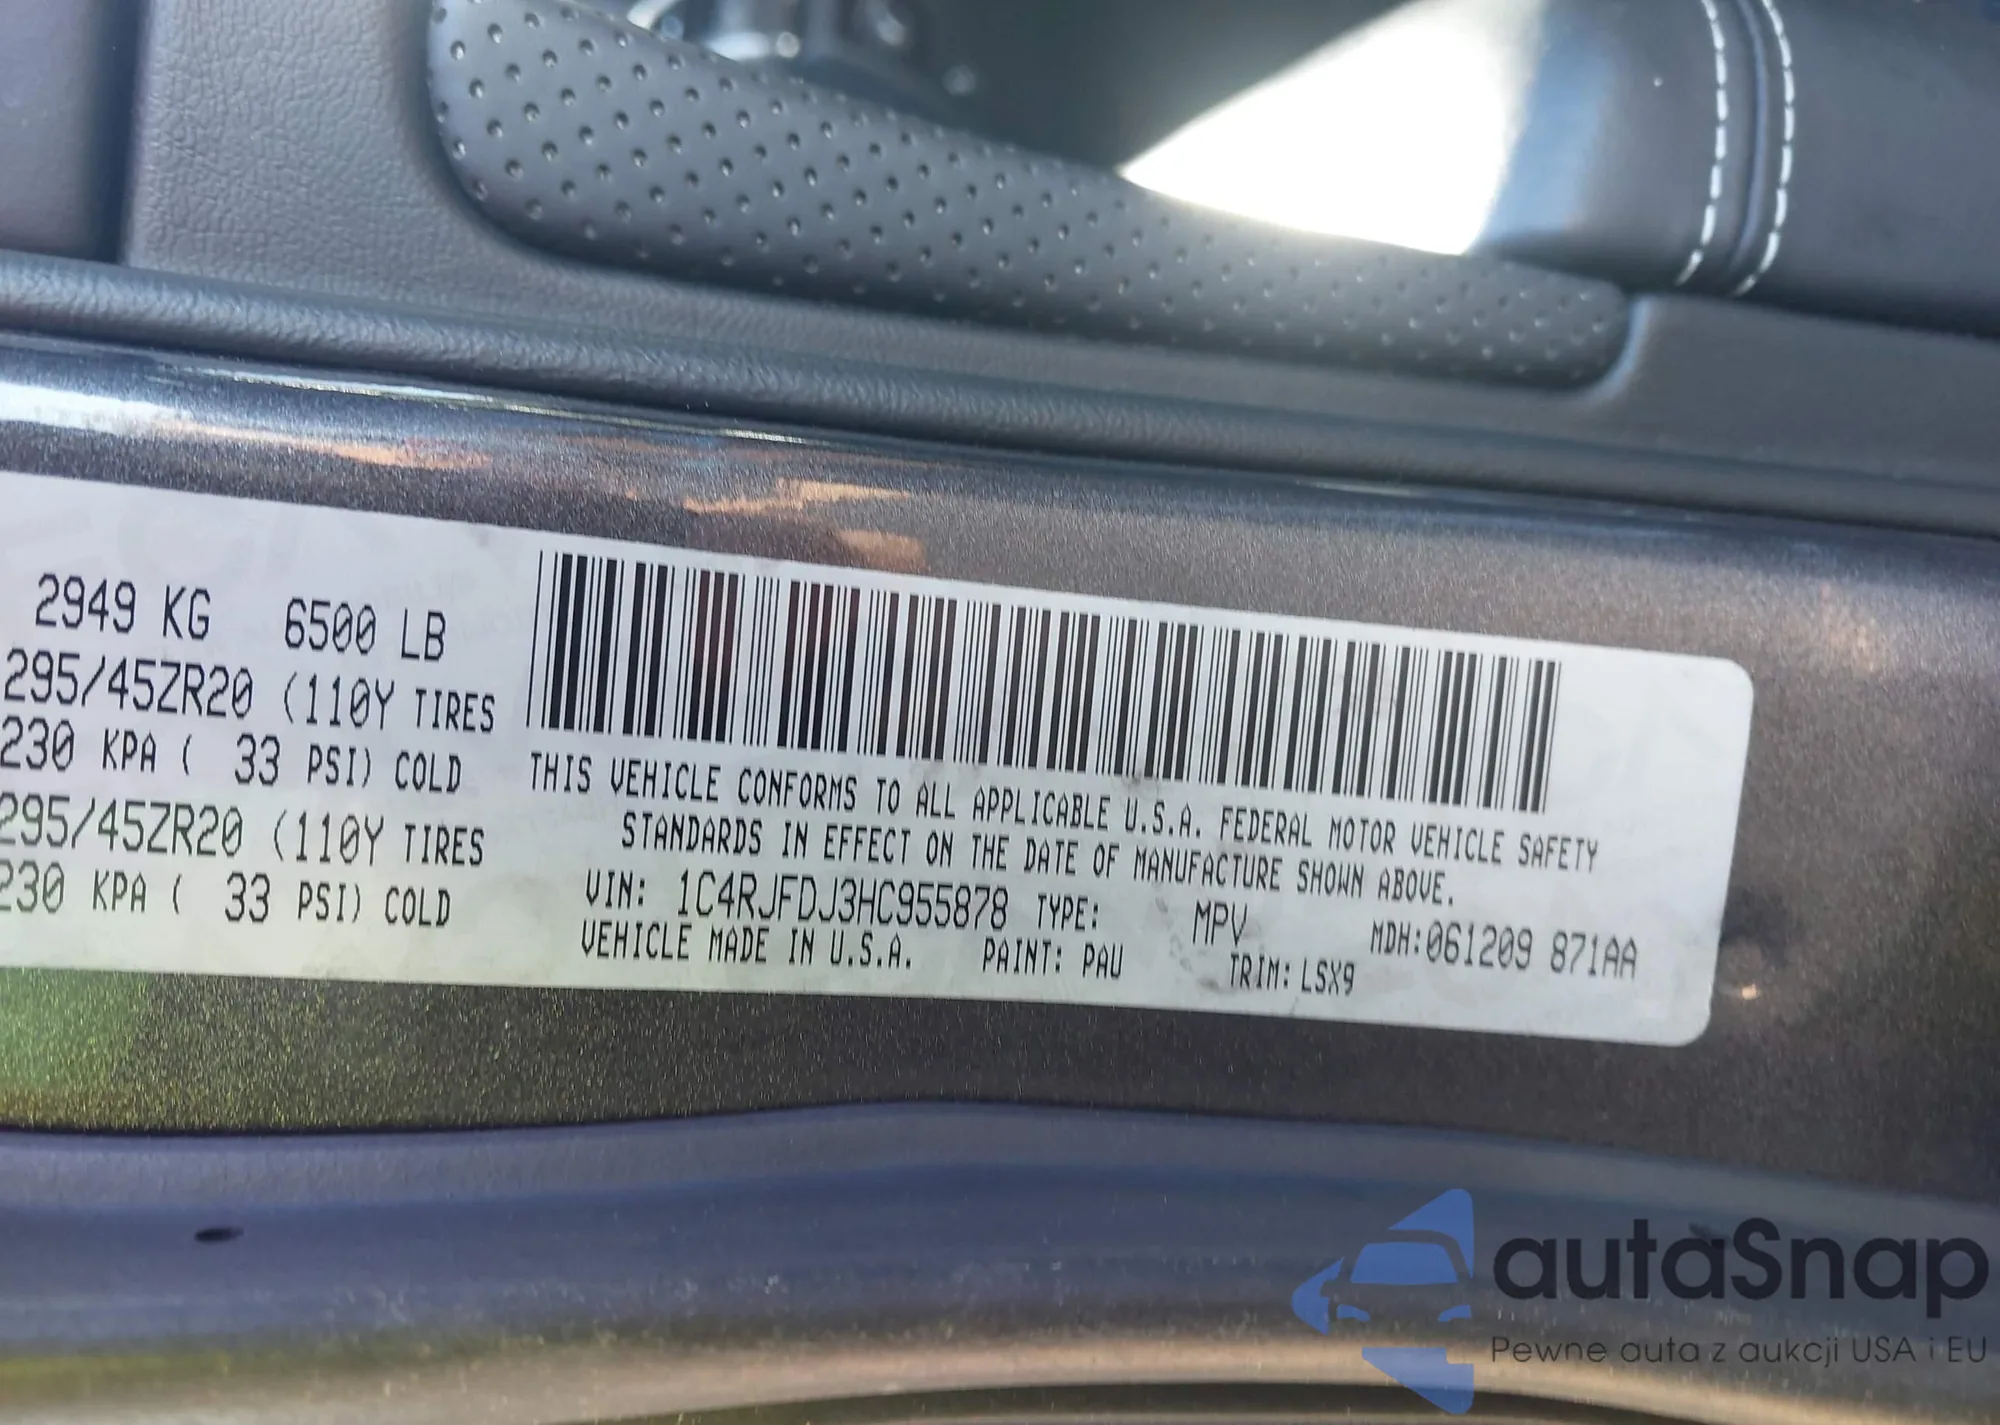 2949 KG 6500 LB
295/45ZR20 (110Y TIRES
230 KPA ( 33 PSI) COLD
295/45ZR20 (110Y TIRES
230 KPA ( 33 PSI) COLD
THIS VEHICLE CONFORMS TO ALL APPLICABLE U.S.A. FEDERAL MOTOR VEHICLE SAFETY
STANDARDS IN EFFECT ON THE DATE OF MANUFACTURE SHOWN ABOVE.
VIN: 1C4RJFDJ3HC955878 TYPE: MPV MDH:061209 871AA
VEHICLE MADE IN U.S.A. PAINT: PAU TRIM: LSX9
autaSnap
Pewne auta z aukcji USA i EU